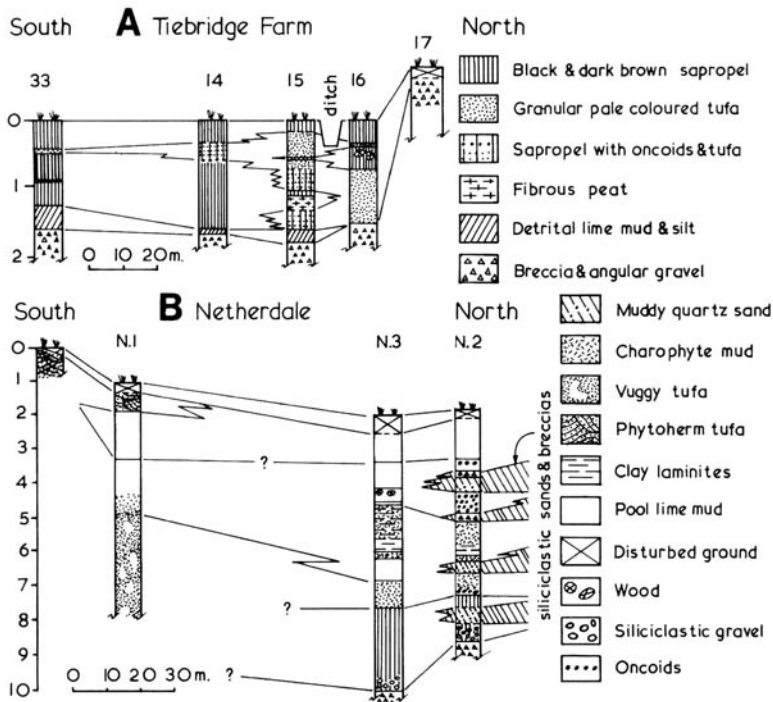 South A Tiebridge Farm North
33 14 15 ditch 16 17
0
1
2
0 10 20 m.
Black & dark brown sapropel
Granular pale coloured tufa
Sapropel with oncoids & tufa
Fibrous peat
Detrital lime mud & silt
Breccia & angular gravel
South B Netherdale North
N.1 N.3 N.2
0
1
2
3
4
5
6
7
8
9
10
?
?
?
0 10 20 30 m.
siliciclastic sands & breccias
Muddy quartz sand
Charophyte mud
Vuggy tufa
Phytoherm tufa
Clay laminites
Pool lime mud
Disturbed ground
Wood
Siliciclastic gravel
Oncoids